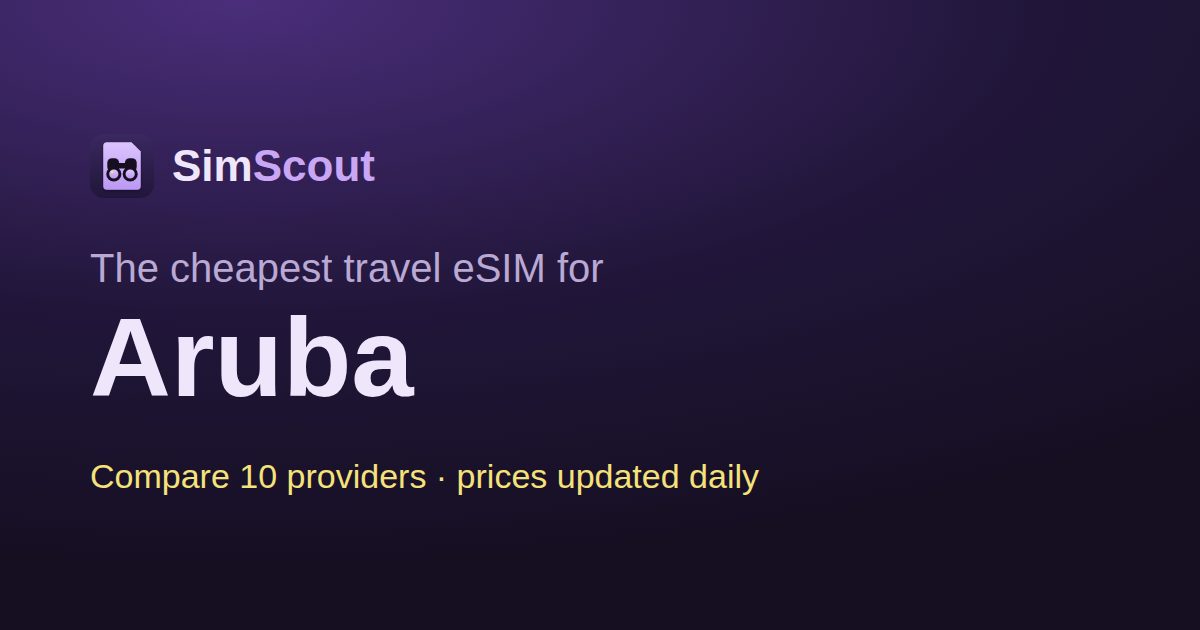 SimScout
The cheapest travel eSIM for
Aruba
Compare 10 providers · prices updated daily